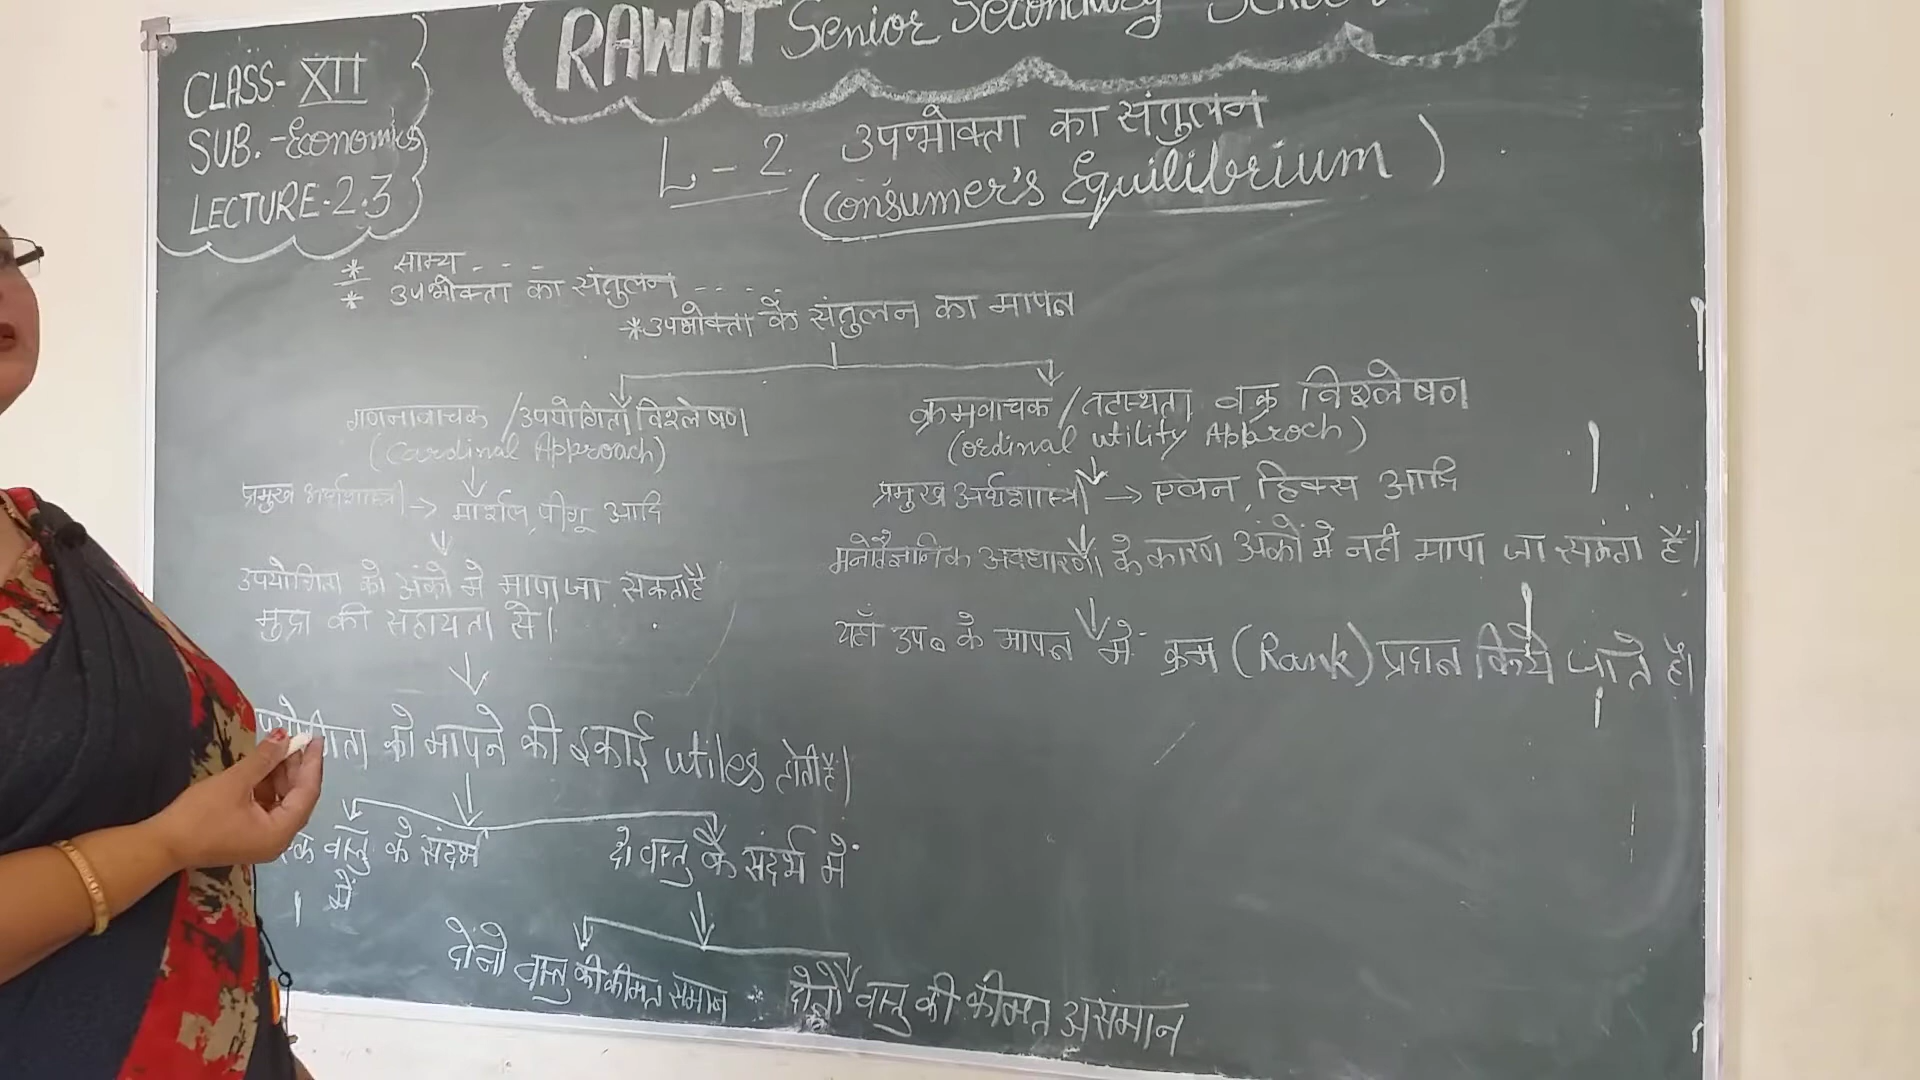 CLASS- XII
SUB. -Economics
LECTURE-2.3
RAWAT Senior Secondary School
L - 2 उपभोक्ता का संतुलन
(Consumer's Equilibrium)
* साम्य - - -
* उपभोक्ता का संतुलन - - - -
*उपभोक्ता के संतुलन का मापन
गणनावाचक /उपयोगिता विश्लेषण
(Cardinal Approach)
प्रमुख अर्थशास्त्री → मार्शल, पीगू आदि
उपयोगिता को अंको मे मापा जा सकता है
मुद्रा की सहायता से।
को मापने की इकाई utiles होती है।
वस्तु के संदर्भ
में
दो वस्तु के संदर्भ में
दोनो वस्तु की कीमत समान
दोनो वस्तु की कीमत असमान
क्रमवाचक / तटस्थता वक्र विश्लेषण
(ordinal utility Approch)
प्रमुख अर्थशास्त्री → एलन, हिक्स आदि
मनोवैज्ञानिक अवधारणा के कारण अंको में नही मापा जा सकता है।
यहाँ उप० के मापन में क्रम (Rank) प्रदान किये जाते है।